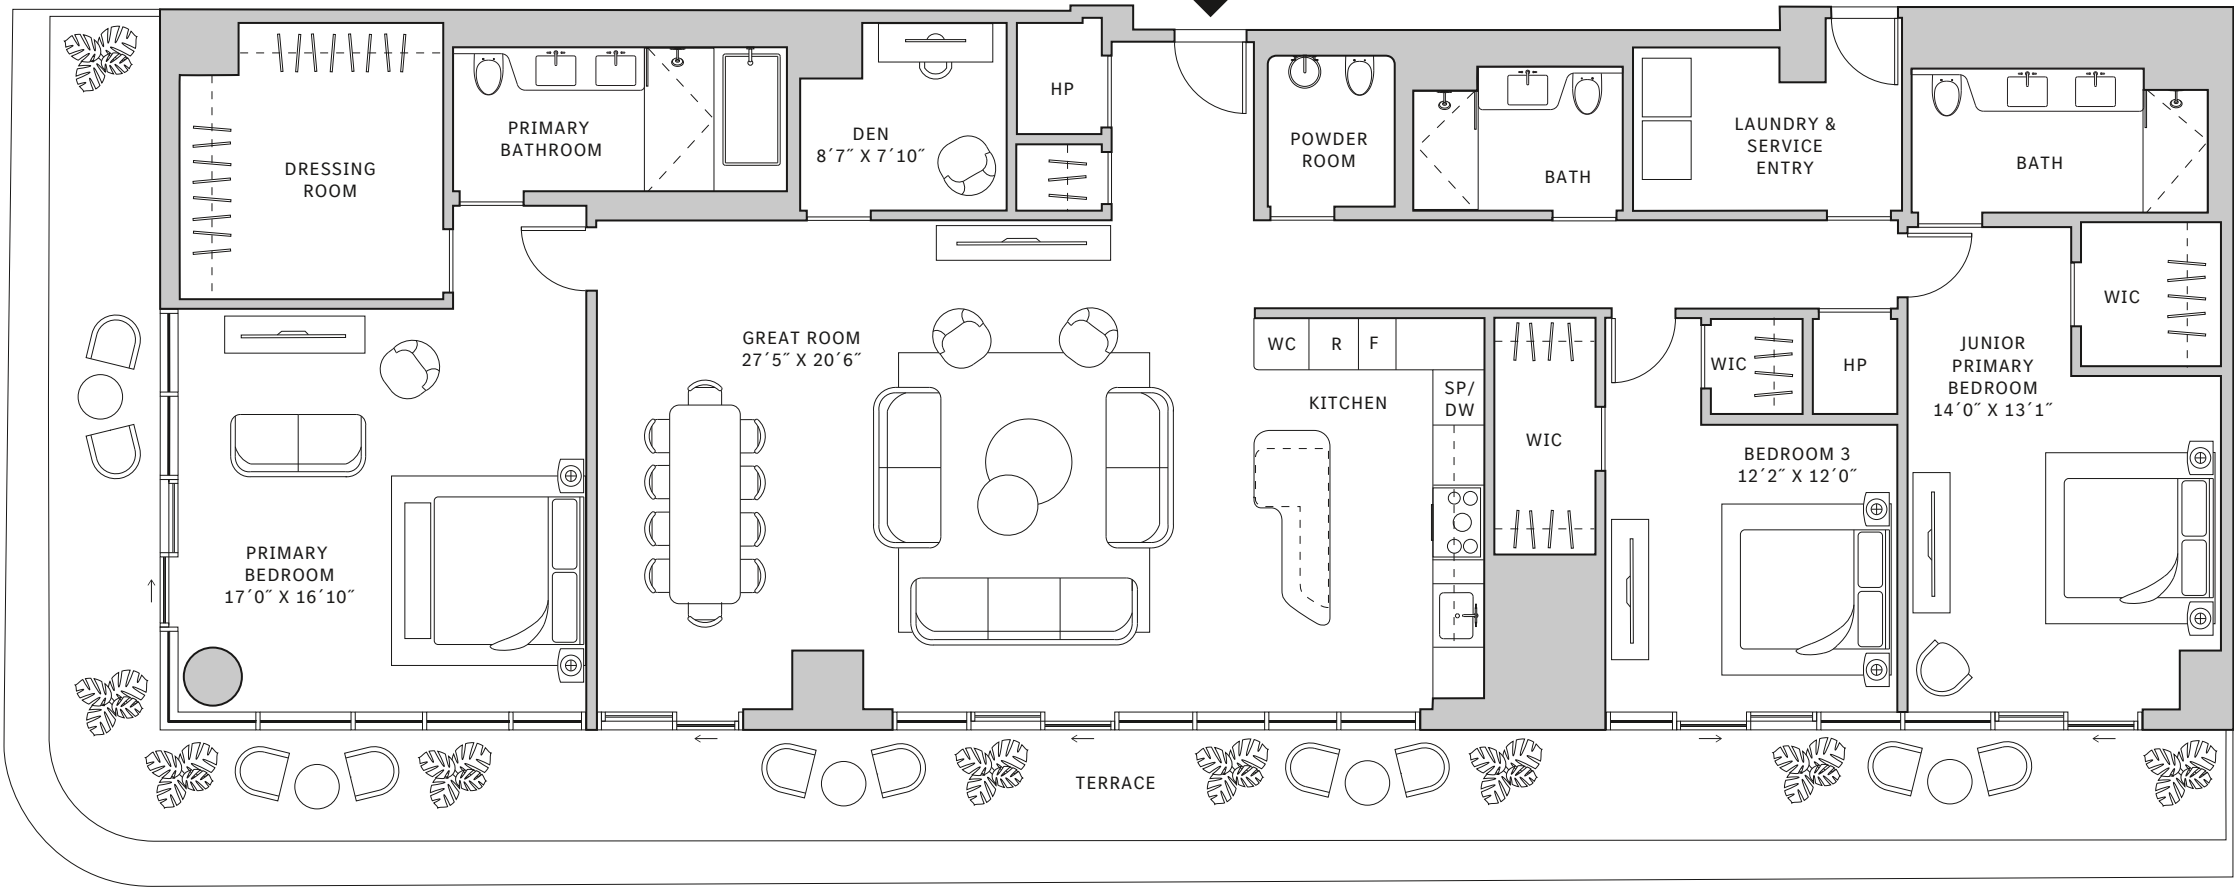 DRESSING
ROOM
PRIMARY
BATHROOM
DEN
8´7˝ X 7´10˝
HP
POWDER
ROOM
BATH
LAUNDRY &
SERVICE
ENTRY
BATH
WIC
GREAT ROOM
27´5˝ X 20´6˝
WC
R
F
SP/
DW
KITCHEN
WIC
WIC
HP
JUNIOR
PRIMARY
BEDROOM
14´0˝ X 13´1˝
BEDROOM 3
12´2˝ X 12´0˝
PRIMARY
BEDROOM
17´0˝ X 16´10˝
TERRACE